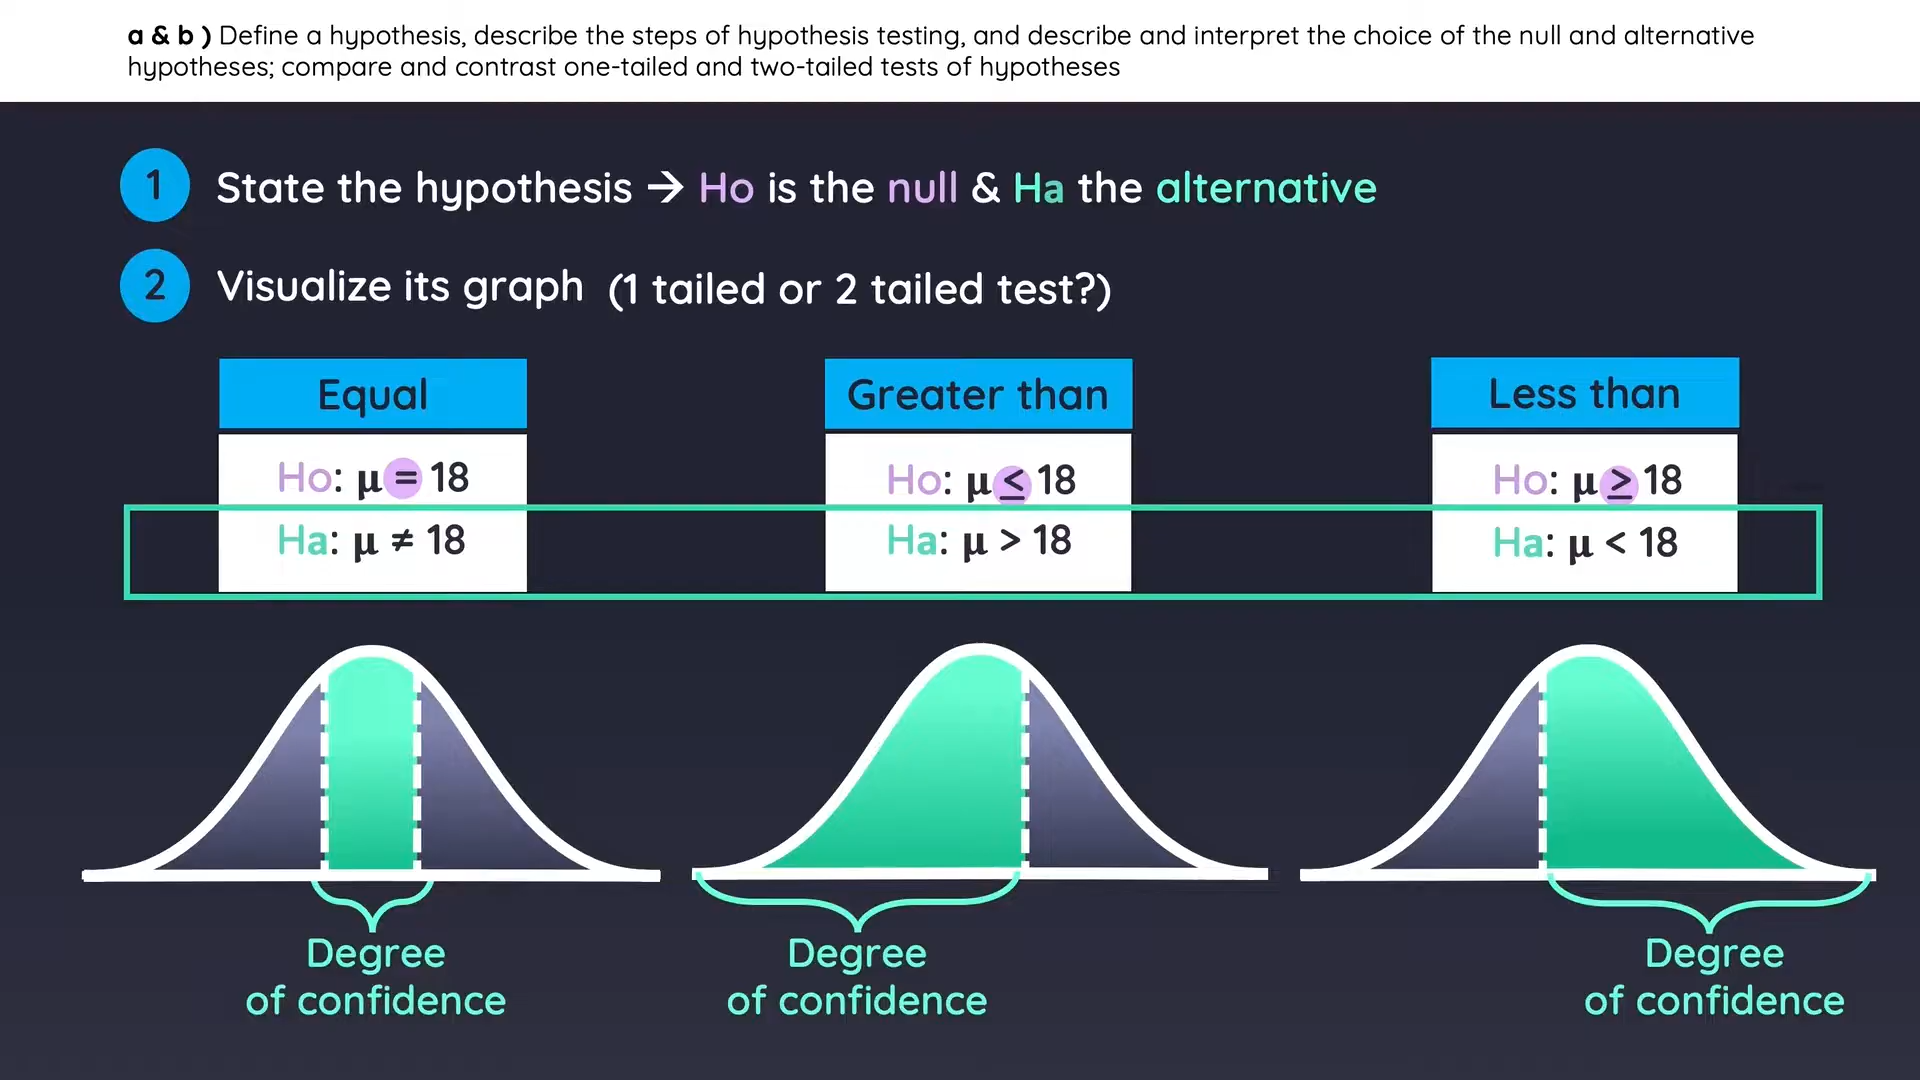 a & b ) Define a hypothesis, describe the steps of hypothesis testing, and describe and interpret the choice of the null and alternative
hypotheses; compare and contrast one-tailed and two-tailed tests of hypotheses
1 State the hypothesis → Ho is the null & Ha the alternative
2 Visualize its graph (1 tailed or 2 tailed test?)
Equal
Ho: μ = 18
Ha: μ ≠ 18
Greater than
Ho: μ ≤ 18
Ha: μ > 18
Less than
Ho: μ ≥ 18
Ha: μ < 18
Degree
of confidence
Degree
of confidence
Degree
of confidence